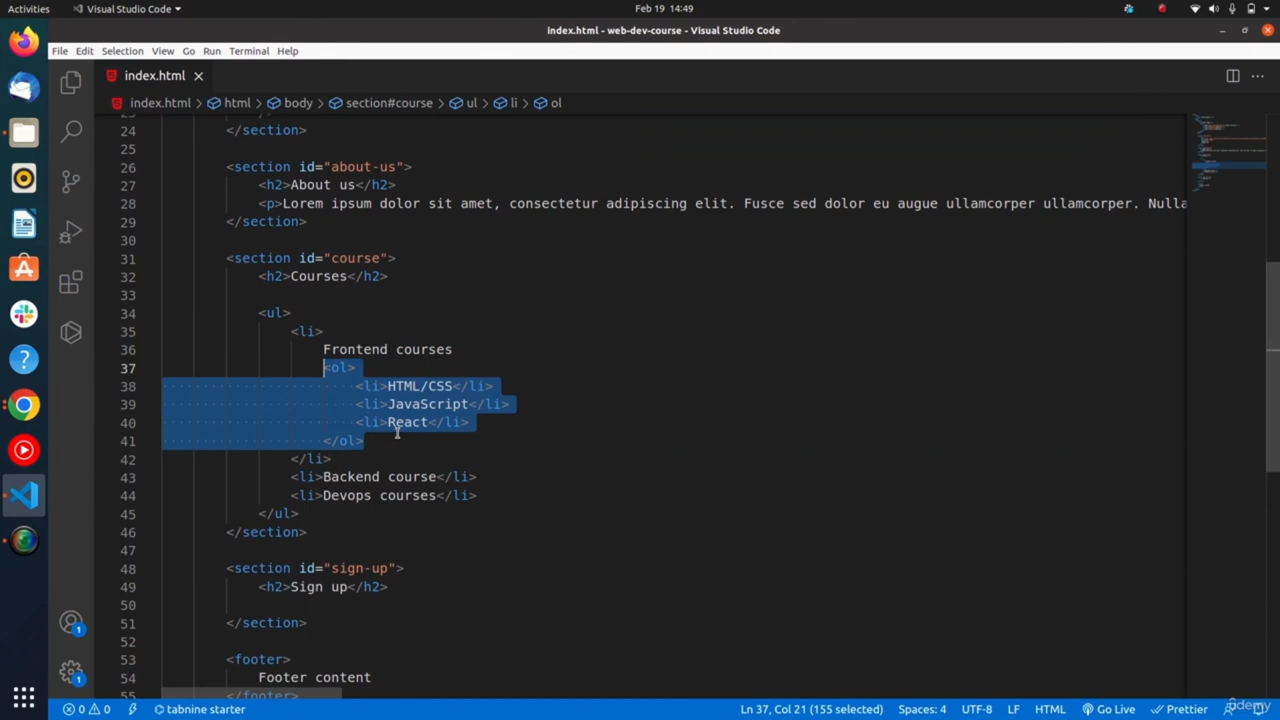 Activities
Visual Studio Code
Feb 19 14:49
index.html - web-dev-course - Visual Studio Code
File Edit Selection View Go Run Terminal Help
index.html
index.html > html > body > section#course > ul > li > ol
24 </section>
25
26 <section id="about-us">
27 <h2>About us</h2>
28 <p>Lorem ipsum dolor sit amet, consectetur adipiscing elit. Fusce sed dolor eu augue ullamcorper ullamcorper. Nulla
29 </section>
30
31 <section id="course">
32 <h2>Courses</h2>
33
34 <ul>
35 <li>
36 Frontend courses
37 <ol>
38 <li>HTML/CSS</li>
39 <li>JavaScript</li>
40 <li>React</li>
41 </ol>
42 </li>
43 <li>Backend course</li>
44 <li>Devops courses</li>
45 </ul>
46 </section>
47
48 <section id="sign-up">
49 <h2>Sign up</h2>
50
51 </section>
52
53 <footer>
54 Footer content
55 </footer>
1
1
0 0
tabnine starter
Ln 37, Col 21 (155 selected)
Spaces: 4
UTF-8
LF
HTML
Go Live
Prettier
udemy